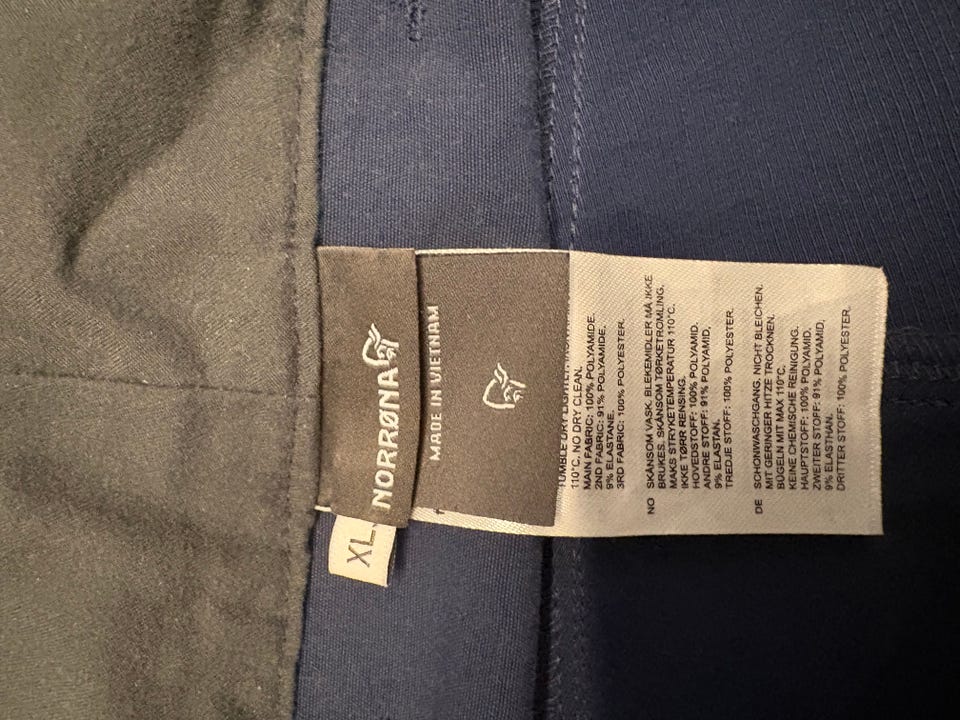 NORRØNA
XL
MADE IN VIETNAM
110°C. NO DRY CLEAN.
MAIN FABRIC: 100% POLYAMIDE.
2ND FABRIC: 91% POLYAMIDE.
9% ELASTANE.
3RD FABRIC: 100% POLYESTER.
NO SKÅNSOM VASK. BLEKEMIDLER MÅ IKKE
BRUKES. SKÅNSOM TØRKETROMLING.
MAKS STRYKETEMPERATUR 110°C.
IKKE TØRR RENSING.
HOVEDSTOFF: 100% POLYAMID.
ANDRE STOFF: 91% POLYAMID,
9% ELASTAN.
TREDJE STOFF: 100% POLYESTER.
DE SCHONWASCHGANG. NICHT BLEICHEN.
MIT GERINGER HITZE TROCKNEN.
BÜGELN MIT MAX 110°C.
KEINE CHEMISCHE REINIGUNG.
HAUPTSTOFF: 100% POLYAMID.
ZWEITER STOFF: 91% POLYAMID,
9% ELASTHAN.
DRITTER STOFF: 100% POLYESTER.